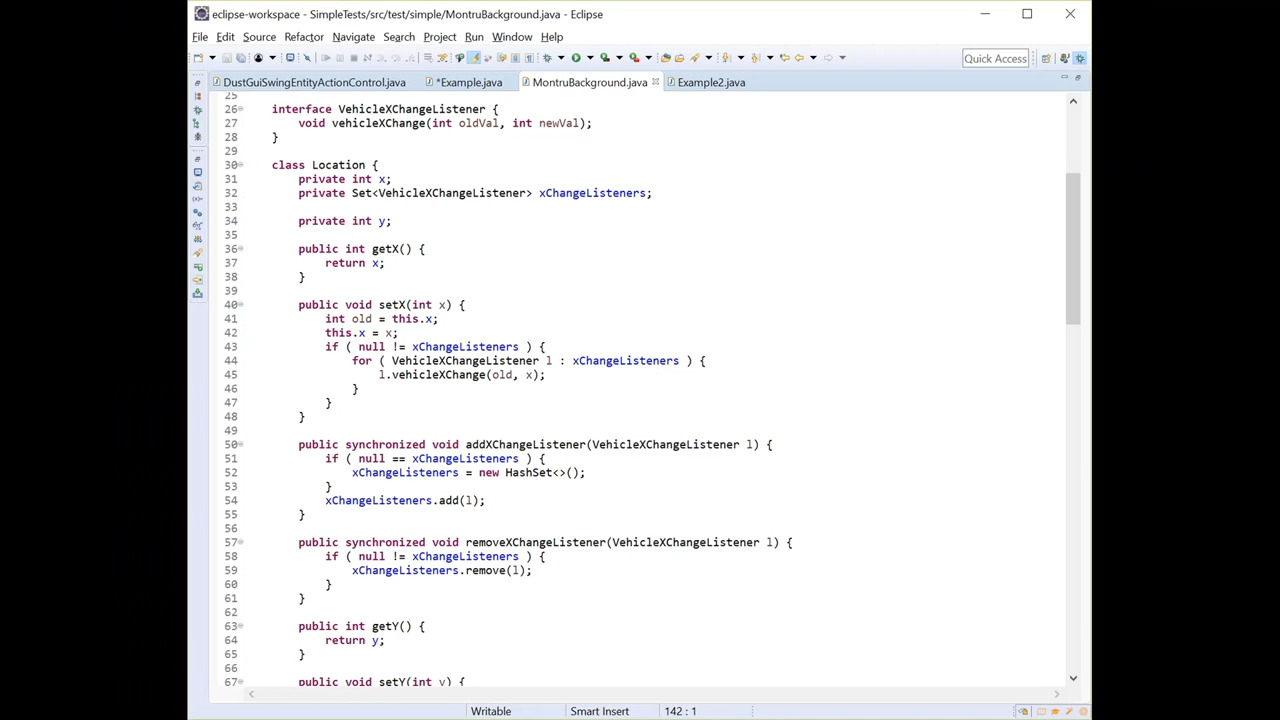 eclipse-workspace - SimpleTests/src/test/simple/MontruBackground.java - Eclipse
File Edit Source Refactor Navigate Search Project Run Window Help
Quick Access
DustGuiSwingEntityActionControl.java *Example.java MontruBackground.java Example2.java
25
26 interface VehicleXChangeListener {
27 void vehicleXChange(int oldVal, int newVal);
28 }
29
30 class Location {
31 private int x;
32 private Set<VehicleXChangeListener> xChangeListeners;
33
34 private int y;
35
36 public int getX() {
37 return x;
38 }
39
40 public void setX(int x) {
41 int old = this.x;
42 this.x = x;
43 if ( null != xChangeListeners ) {
44 for ( VehicleXChangeListener l : xChangeListeners ) {
45 l.vehicleXChange(old, x);
46 }
47 }
48 }
49
50 public synchronized void addXChangeListener(VehicleXChangeListener l) {
51 if ( null == xChangeListeners ) {
52 xChangeListeners = new HashSet<>();
53 }
54 xChangeListeners.add(l);
55 }
56
57 public synchronized void removeXChangeListener(VehicleXChangeListener l) {
58 if ( null != xChangeListeners ) {
59 xChangeListeners.remove(l);
60 }
61 }
62
63 public int getY() {
64 return y;
65 }
66
67 public void setY(int y) {
Writable Smart Insert 142 : 1